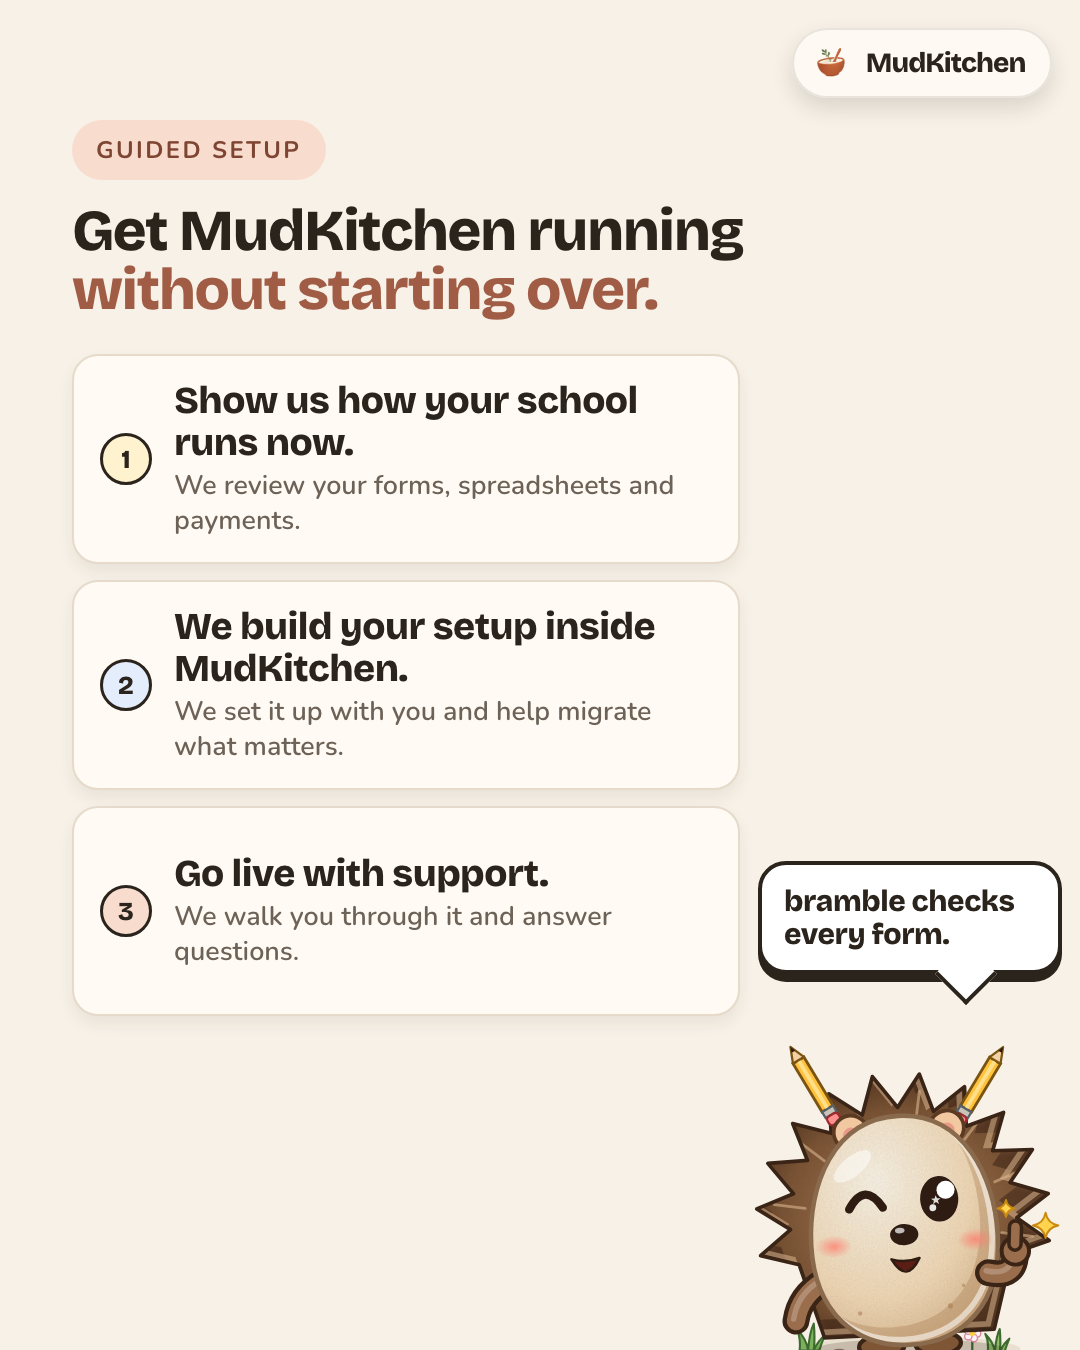 MudKitchen
GUIDED SETUP
Get MudKitchen running
without starting over.
1
Show us how your school
runs now.
We review your forms, spreadsheets and
payments.
2
We build your setup inside
MudKitchen.
We set it up with you and help migrate
what matters.
3
Go live with support.
We walk you through it and answer
questions.
bramble checks
every form.